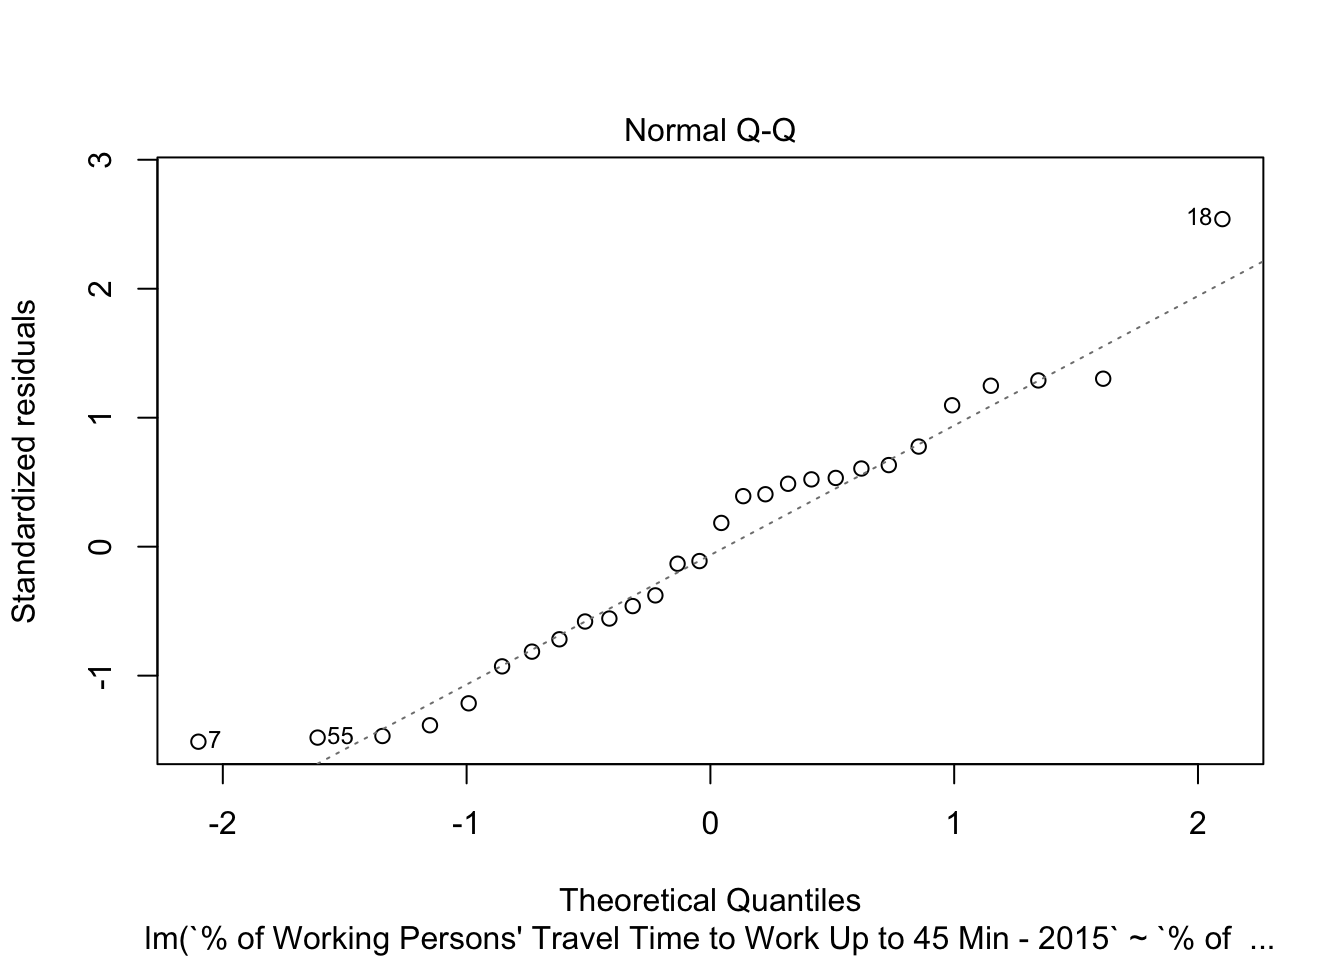 Normal Q-Q
3
2
1
0
-1
Standardized residuals
18
7
55
-2 -1 0 1 2
Theoretical Quantiles
lm(`% of Working Persons' Travel Time to Work Up to 45 Min - 2015` ~ `% of ...